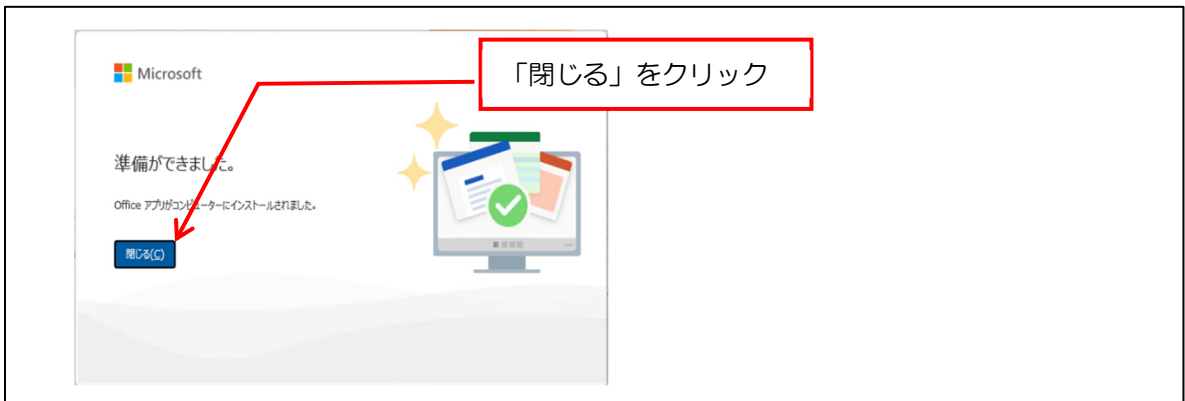 Microsoft
「閉じる」をクリック
準備ができました。
Office アプリがコンピューターにインストールされました。
閉じる(C)